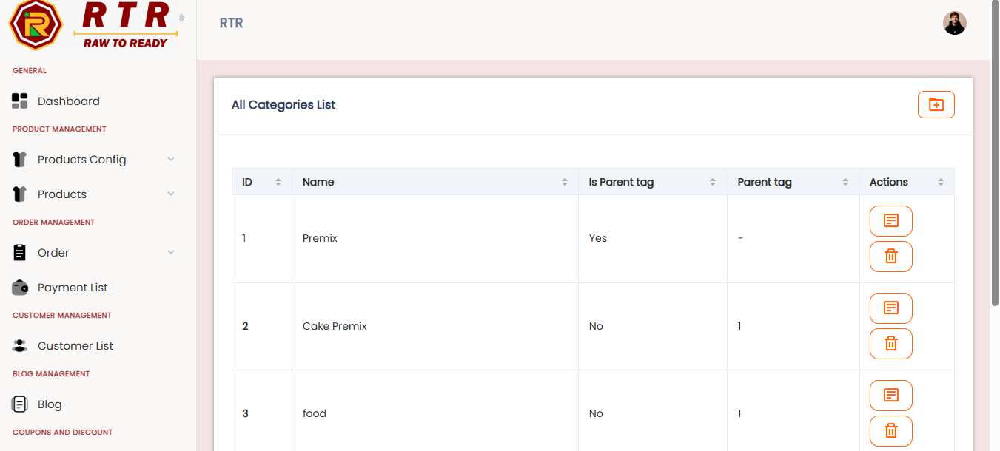 RTR
RAW TO READY
GENERAL
Dashboard
PRODUCT MANAGEMENT
Products Config
Products
ORDER MANAGEMENT
Order
Payment List
CUSTOMER MANAGEMENT
Customer List
BLOG MANAGEMENT
Blog
COUPONS AND DISCOUNT
RTR
All Categories List
ID Name Is Parent tag Parent tag Actions
1 Premix Yes -
2 Cake Premix No 1
3 food No 1